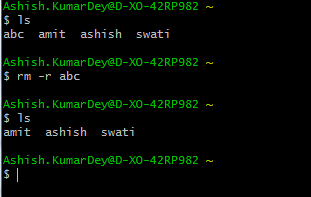 Ashish.KumarDey@D-XO-42RP982 ~
$ ls
abc amit ashish swati
Ashish.KumarDey@D-XO-42RP982 ~
$ rm -r abc
Ashish.KumarDey@D-XO-42RP982 ~
$ ls
amit ashish swati
Ashish.KumarDey@D-XO-42RP982 ~
$